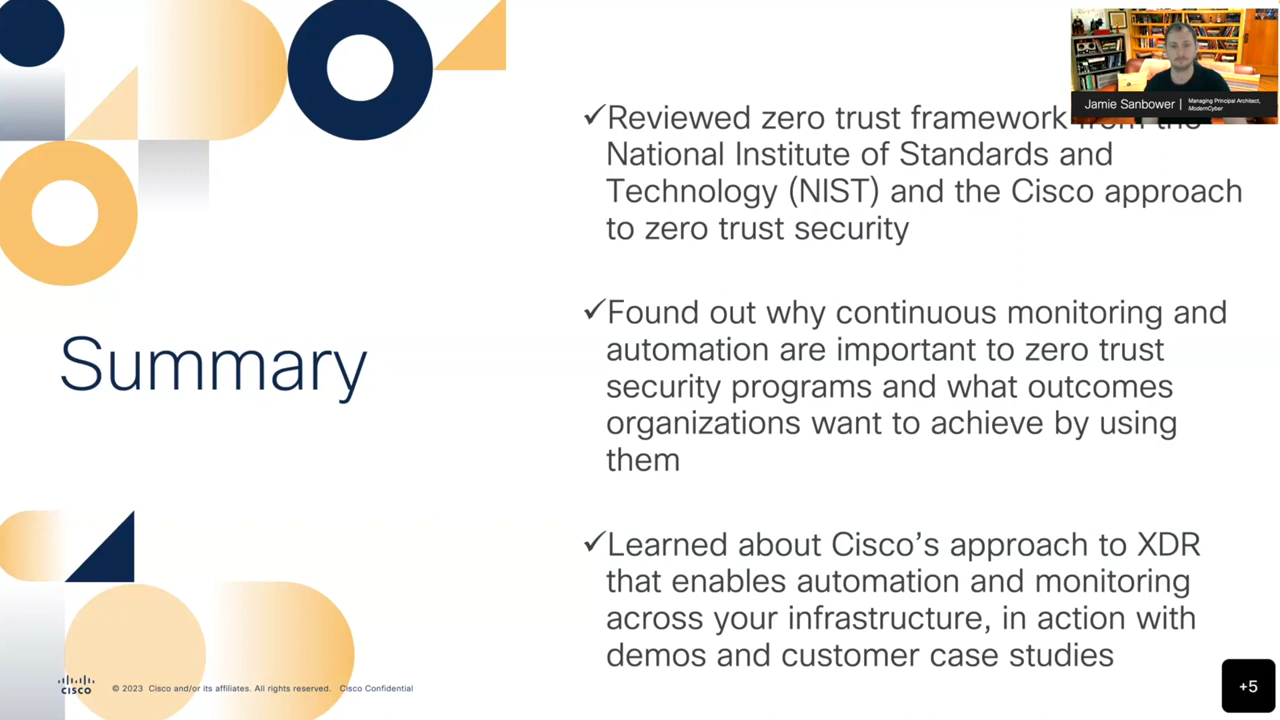 Jamie Sanbower |
Managing Principal Architect,
ModernCyber
✓Reviewed zero trust framework from the
National Institute of Standards and
Technology (NIST) and the Cisco approach
to zero trust security
Summary
✓Found out why continuous monitoring and
automation are important to zero trust
security programs and what outcomes
organizations want to achieve by using
them
✓Learned about Cisco’s approach to XDR
that enables automation and monitoring
across your infrastructure, in action with
demos and customer case studies
CISCO
© 2023 Cisco and/or its affiliates. All rights reserved. Cisco Confidential
+5